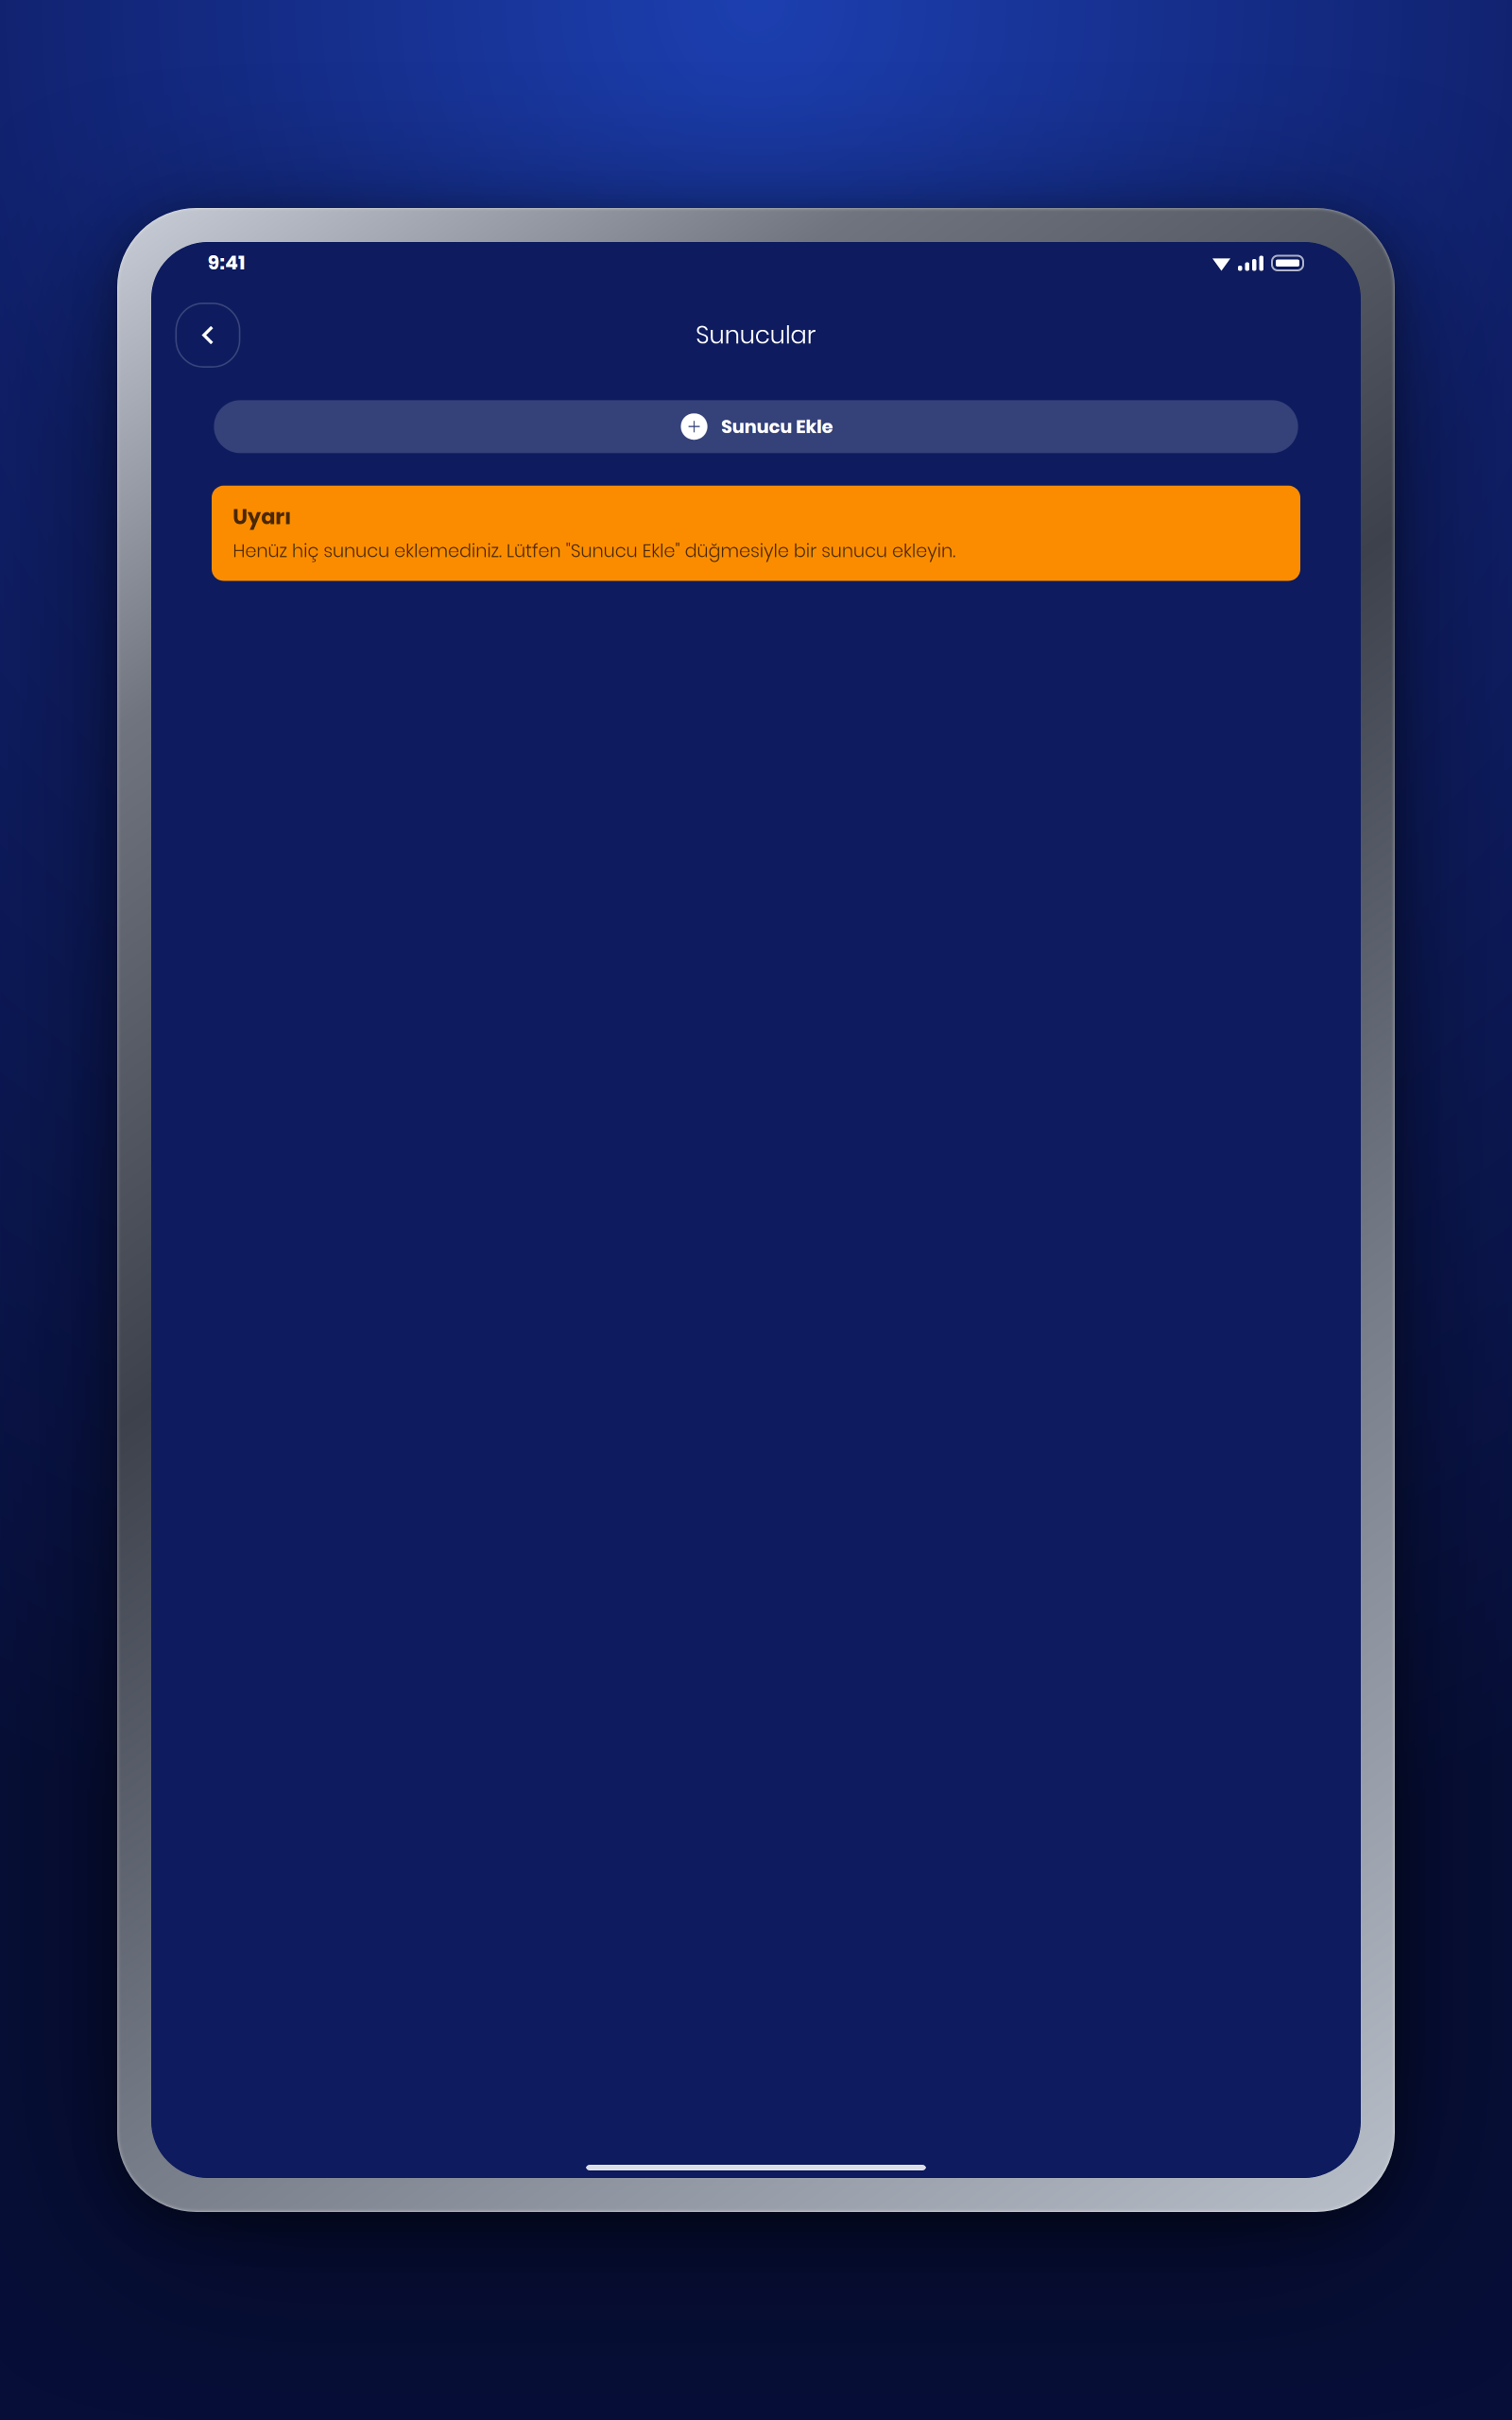 9:41
Sunucular
Sunucu Ekle
Uyarı
Henüz hiç sunucu eklemediniz. Lütfen "Sunucu Ekle" düğmesiyle bir sunucu ekleyin.